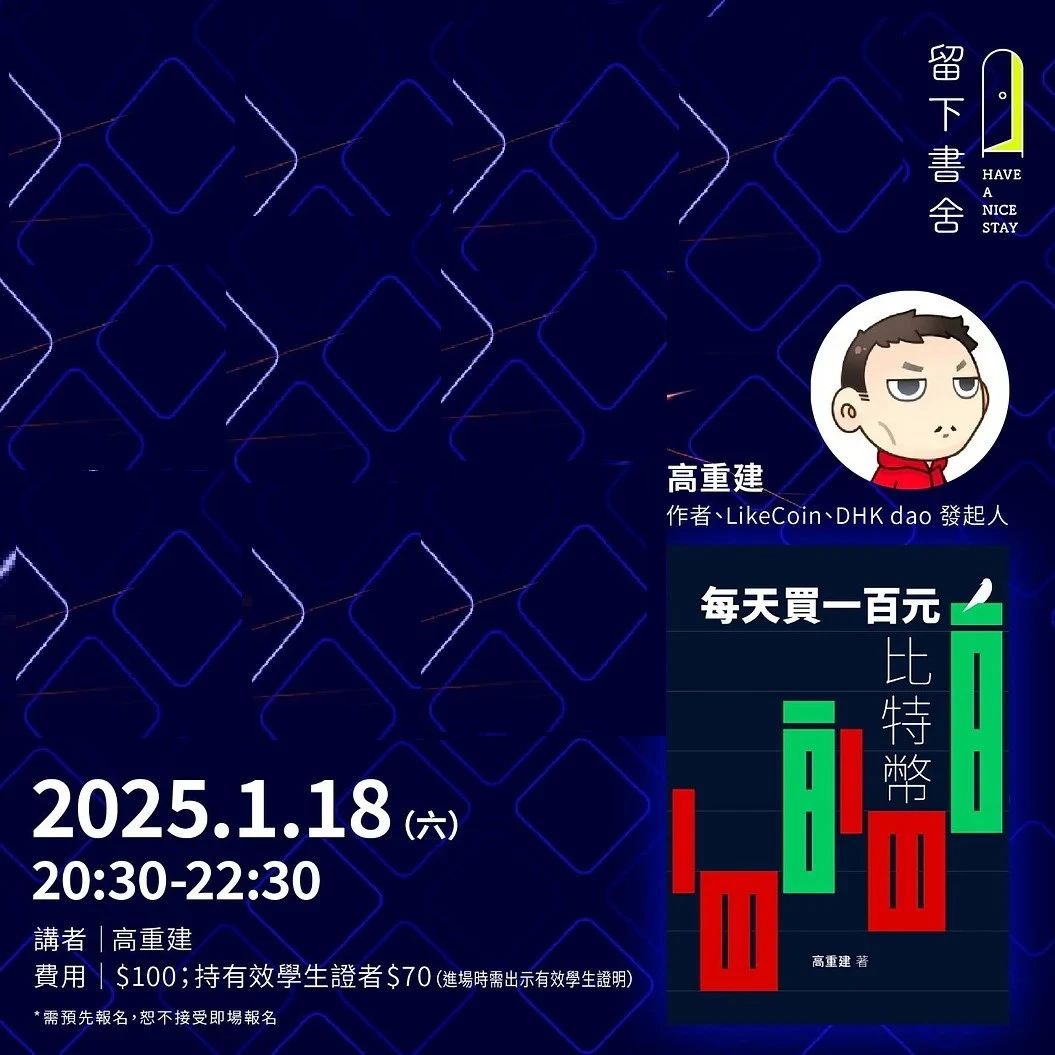 留下書舍
HAVE
A
NICE
STAY
高重建
作者、LikeCoin、DHK dao 發起人
每天買一百元
比特幣
高重建 著
2025.1.18 (六)
20:30-22:30
講者｜高重建
費用｜$100；持有效學生證者$70(進場時需出示有效學生證明)
*需預先報名，恕不接受即場報名